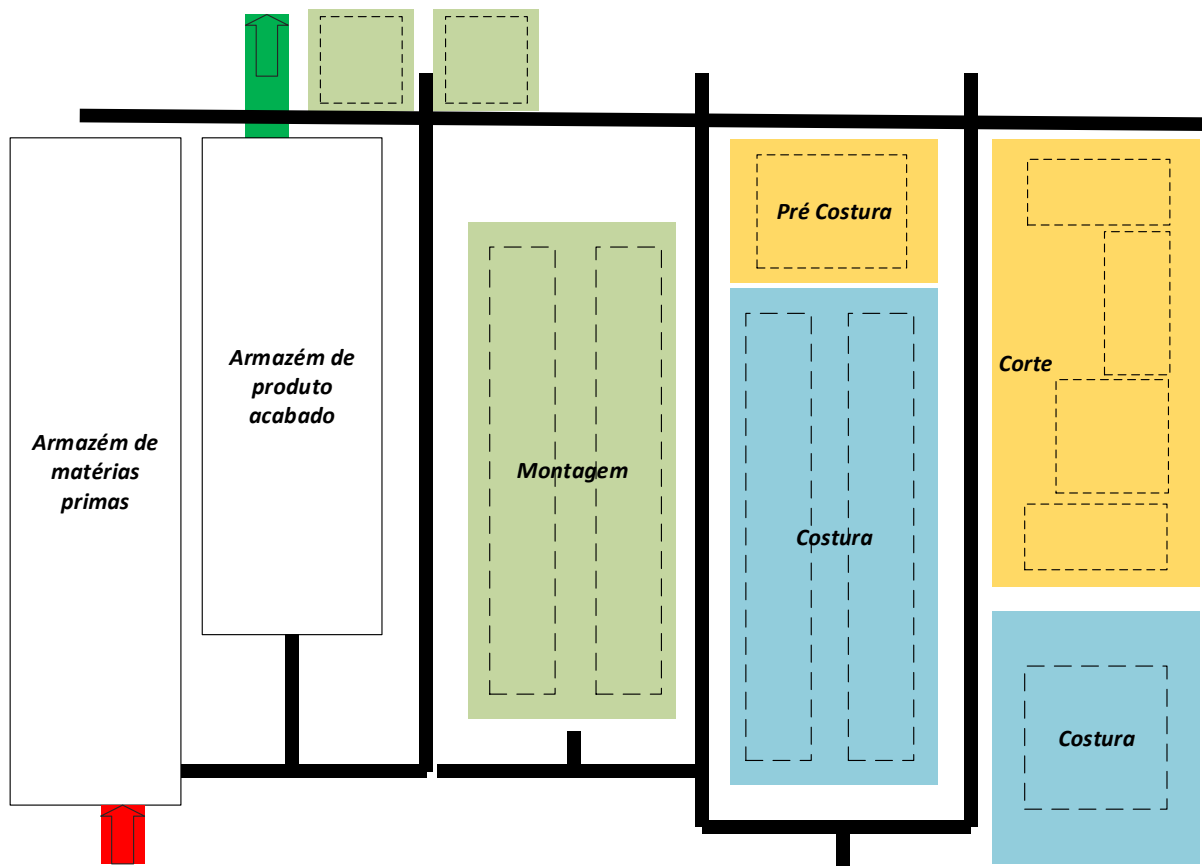 Pré Costura
Armazém de
produto
acabado
Corte
Armazém de
matérias
primas
Montagem
Costura
Costura